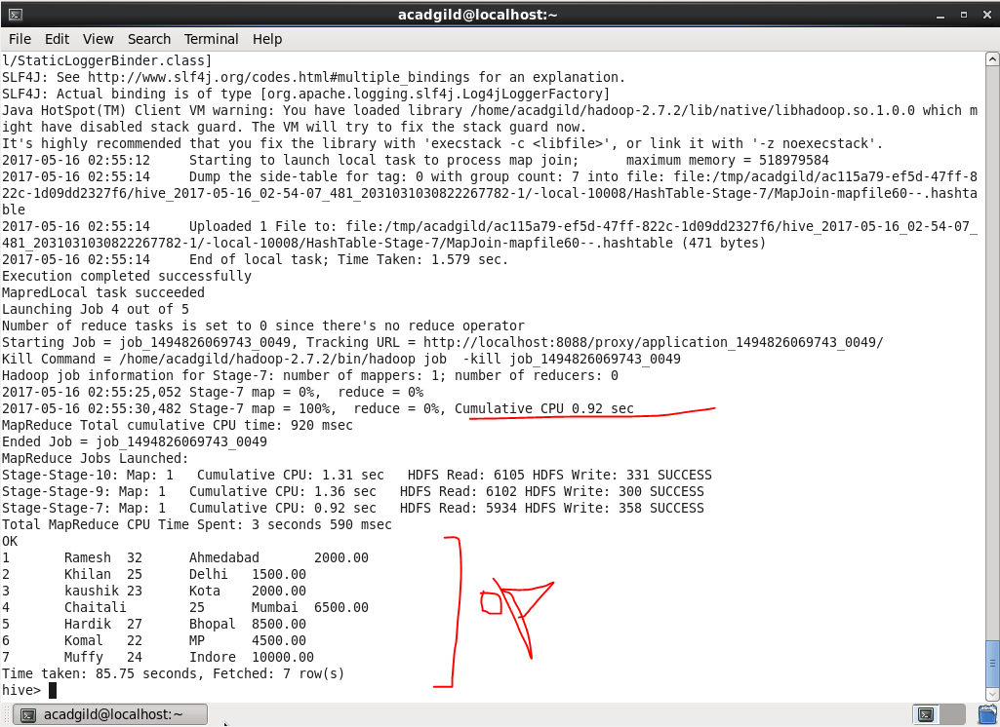 acadgild@localhost:~
File Edit View Search Terminal Help
l/StaticLoggerBinder.class]
SLF4J: See http://www.slf4j.org/codes.html#multiple_bindings for an explanation.
SLF4J: Actual binding is of type [org.apache.logging.slf4j.Log4jLoggerFactory]
Java HotSpot(TM) Client VM warning: You have loaded library /home/acadgild/hadoop-2.7.2/lib/native/libhadoop.so.1.0.0 which m
ight have disabled stack guard. The VM will try to fix the stack guard now.
It's highly recommended that you fix the library with 'execstack -c <libfile>', or link it with '-z noexecstack'.
2017-05-16 02:55:12     Starting to launch local task to process map join;      maximum memory = 518979584
2017-05-16 02:55:14     Dump the side-table for tag: 0 with group count: 7 into file: file:/tmp/acadgild/ac115a79-ef5d-47ff-8
22c-1d09dd2327f6/hive_2017-05-16_02-54-07_481_2031031030822267782-1/-local-10008/HashTable-Stage-7/MapJoin-mapfile60--.hashta
ble
2017-05-16 02:55:14     Uploaded 1 File to: file:/tmp/acadgild/ac115a79-ef5d-47ff-822c-1d09dd2327f6/hive_2017-05-16_02-54-07_
481_2031031030822267782-1/-local-10008/HashTable-Stage-7/MapJoin-mapfile60--.hashtable (471 bytes)
2017-05-16 02:55:14     End of local task; Time Taken: 1.579 sec.
Execution completed successfully
MapredLocal task succeeded
Launching Job 4 out of 5
Number of reduce tasks is set to 0 since there's no reduce operator
Starting Job = job_1494826069743_0049, Tracking URL = http://localhost:8088/proxy/application_1494826069743_0049/
Kill Command = /home/acadgild/hadoop-2.7.2/bin/hadoop job  -kill job_1494826069743_0049
Hadoop job information for Stage-7: number of mappers: 1; number of reducers: 0
2017-05-16 02:55:25,052 Stage-7 map = 0%,  reduce = 0%
2017-05-16 02:55:30,482 Stage-7 map = 100%,  reduce = 0%, Cumulative CPU 0.92 sec
MapReduce Total cumulative CPU time: 920 msec
Ended Job = job_1494826069743_0049
MapReduce Jobs Launched:
Stage-Stage-10: Map: 1   Cumulative CPU: 1.31 sec   HDFS Read: 6105 HDFS Write: 331 SUCCESS
Stage-Stage-9: Map: 1   Cumulative CPU: 1.36 sec   HDFS Read: 6102 HDFS Write: 300 SUCCESS
Stage-Stage-7: Map: 1   Cumulative CPU: 0.92 sec   HDFS Read: 5934 HDFS Write: 358 SUCCESS
Total MapReduce CPU Time Spent: 3 seconds 590 msec
OK
1       Ramesh  32      Ahmedabad       2000.00
2       Khilan  25      Delhi   1500.00
3       kaushik 23      Kota    2000.00
4       Chaitali        25      Mumbai  6500.00
5       Hardik  27      Bhopal  8500.00
6       Komal   22      MP      4500.00
7       Muffy   24      Indore  10000.00
Time taken: 85.75 seconds, Fetched: 7 row(s)
hive>
acadgild@localhost:~